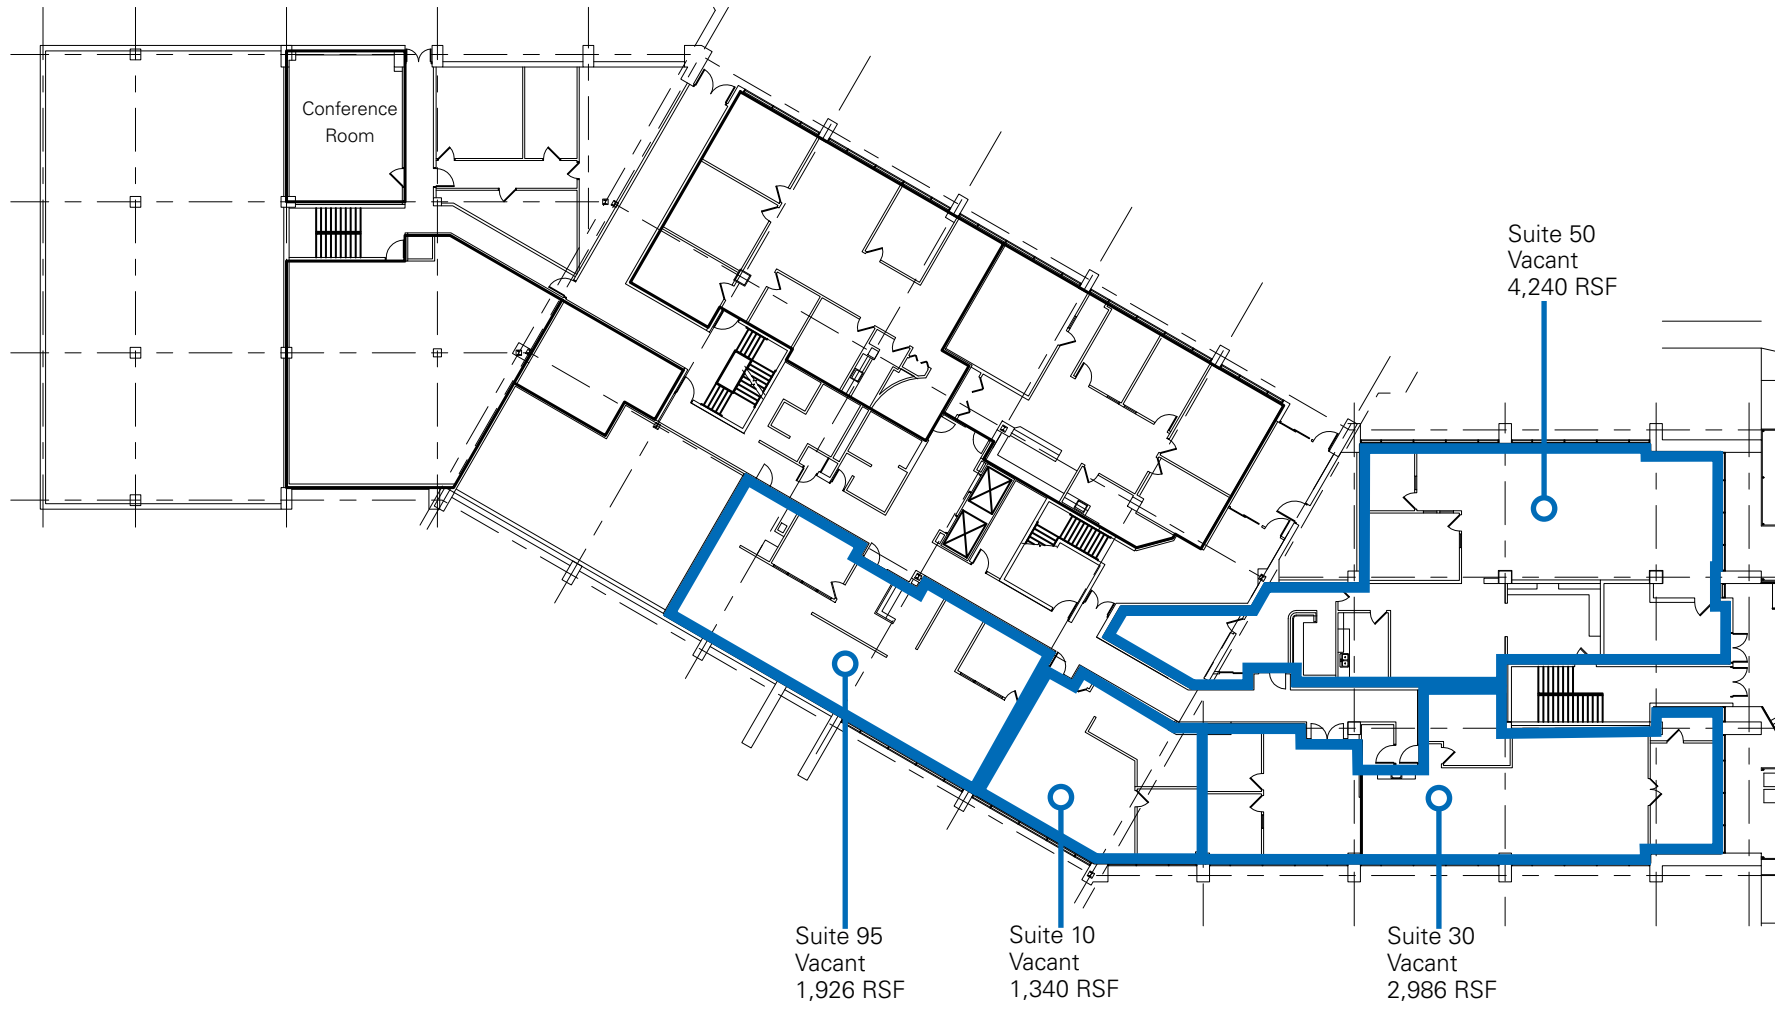 Conference
Room
Suite 50
Vacant
4,240 RSF
Suite 95
Vacant
1,926 RSF
Suite 10
Vacant
1,340 RSF
Suite 30
Vacant
2,986 RSF